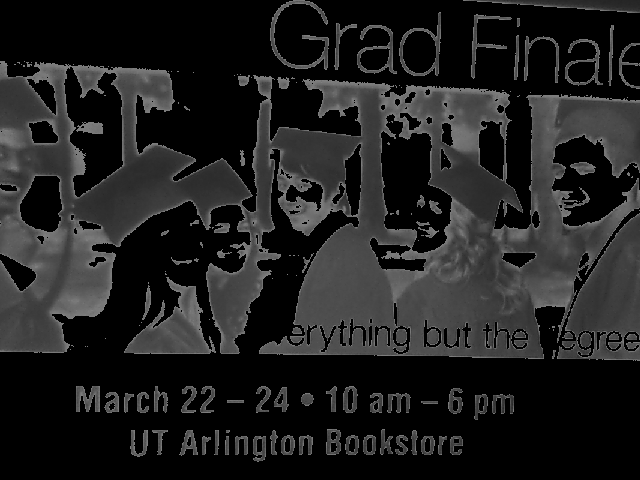 Grad Finale
erything but the egree
March 22 – 24 • 10 am – 6 pm
UT Arlington Bookstore